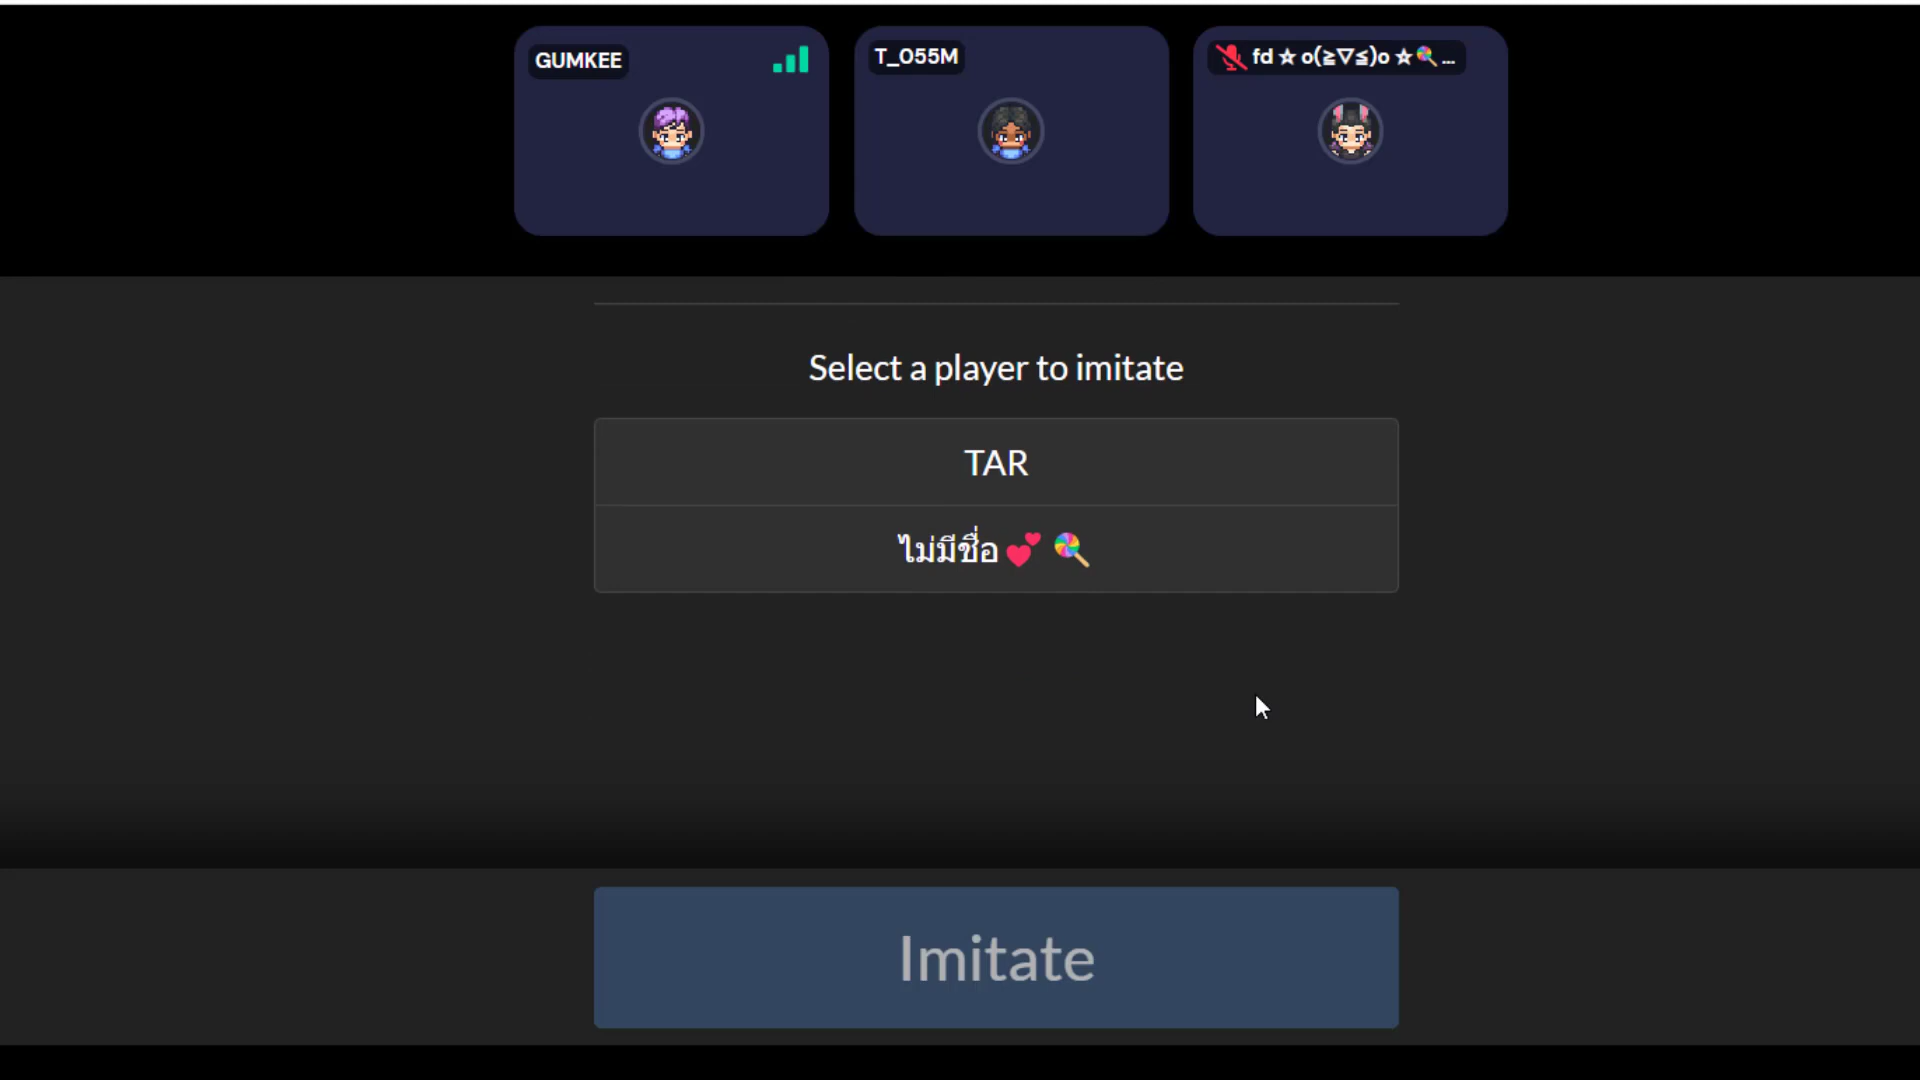 GUMKEE
T_055M
fd ☆ o(≧▽≦)o ☆🍭 ...
Select a player to imitate
TAR
ไม่มีชื่อ💕 🍭
Imitate